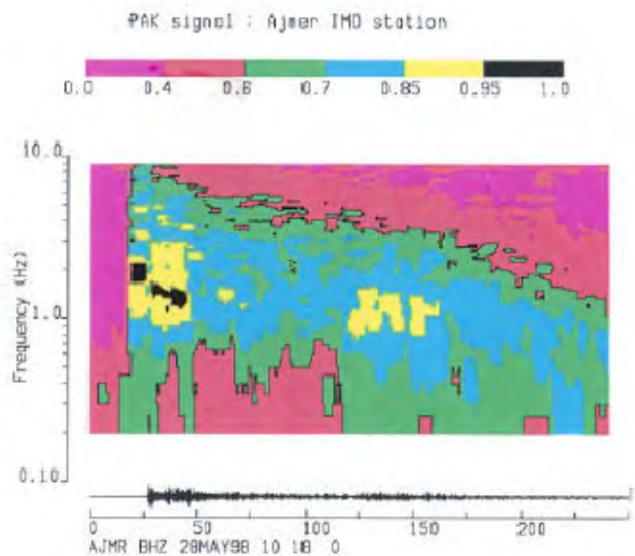 PAK signal : Ajmer IMD station
0.0 0.4 0.6 0.7 0.85 0.95 1.0
10.0
1.0
0.10
Frequency (Hz)
0 50 100 150 200
AJMR BHZ 28MAY98 10 18 0